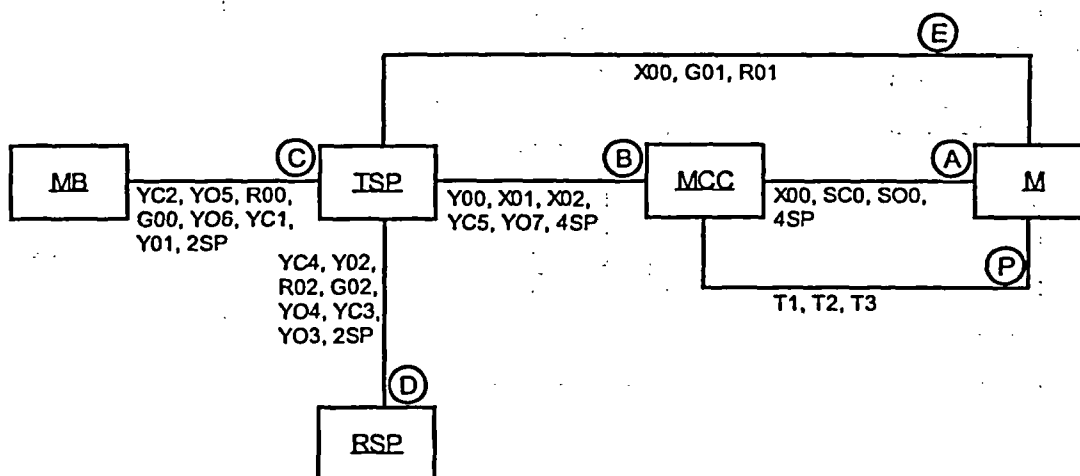 E
X00, G01, R01
MB
C
TSP
B
MCC
A
M
YC2, YO5, R00,
G00, YO6, YC1,
Y01, 2SP
Y00, X01, X02,
YC5, YO7, 4SP
X00, SC0, SO0,
4SP
P
T1, T2, T3
YC4, Y02,
R02, G02,
YO4, YC3,
YO3, 2SP
D
RSP